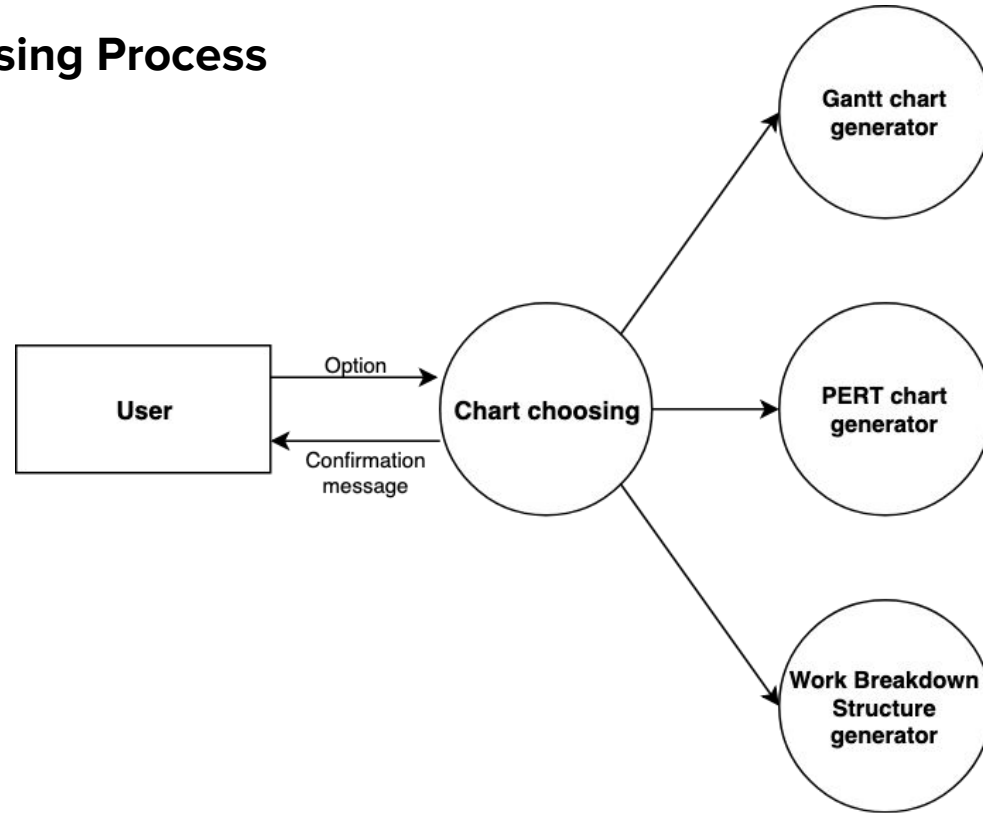 sing Process
Gantt chart
generator
Option
User
Chart choosing
PERT chart
generator
Confirmation
message
Work Breakdown
Structure
generator